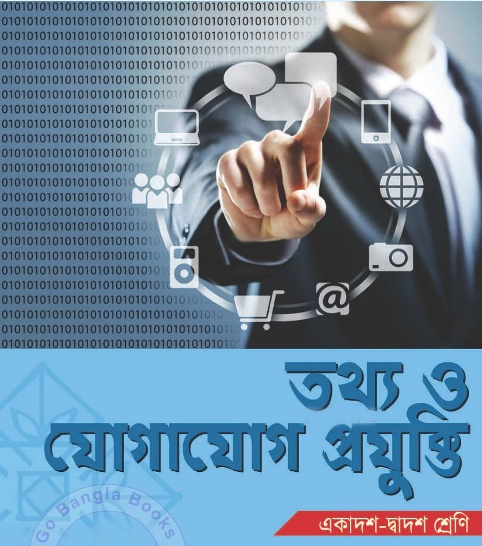 তথ্য ও
যোগাযোগ প্রযুক্তি
একাদশ-দ্বাদশ শ্রেণি
Go Bangla Books
@